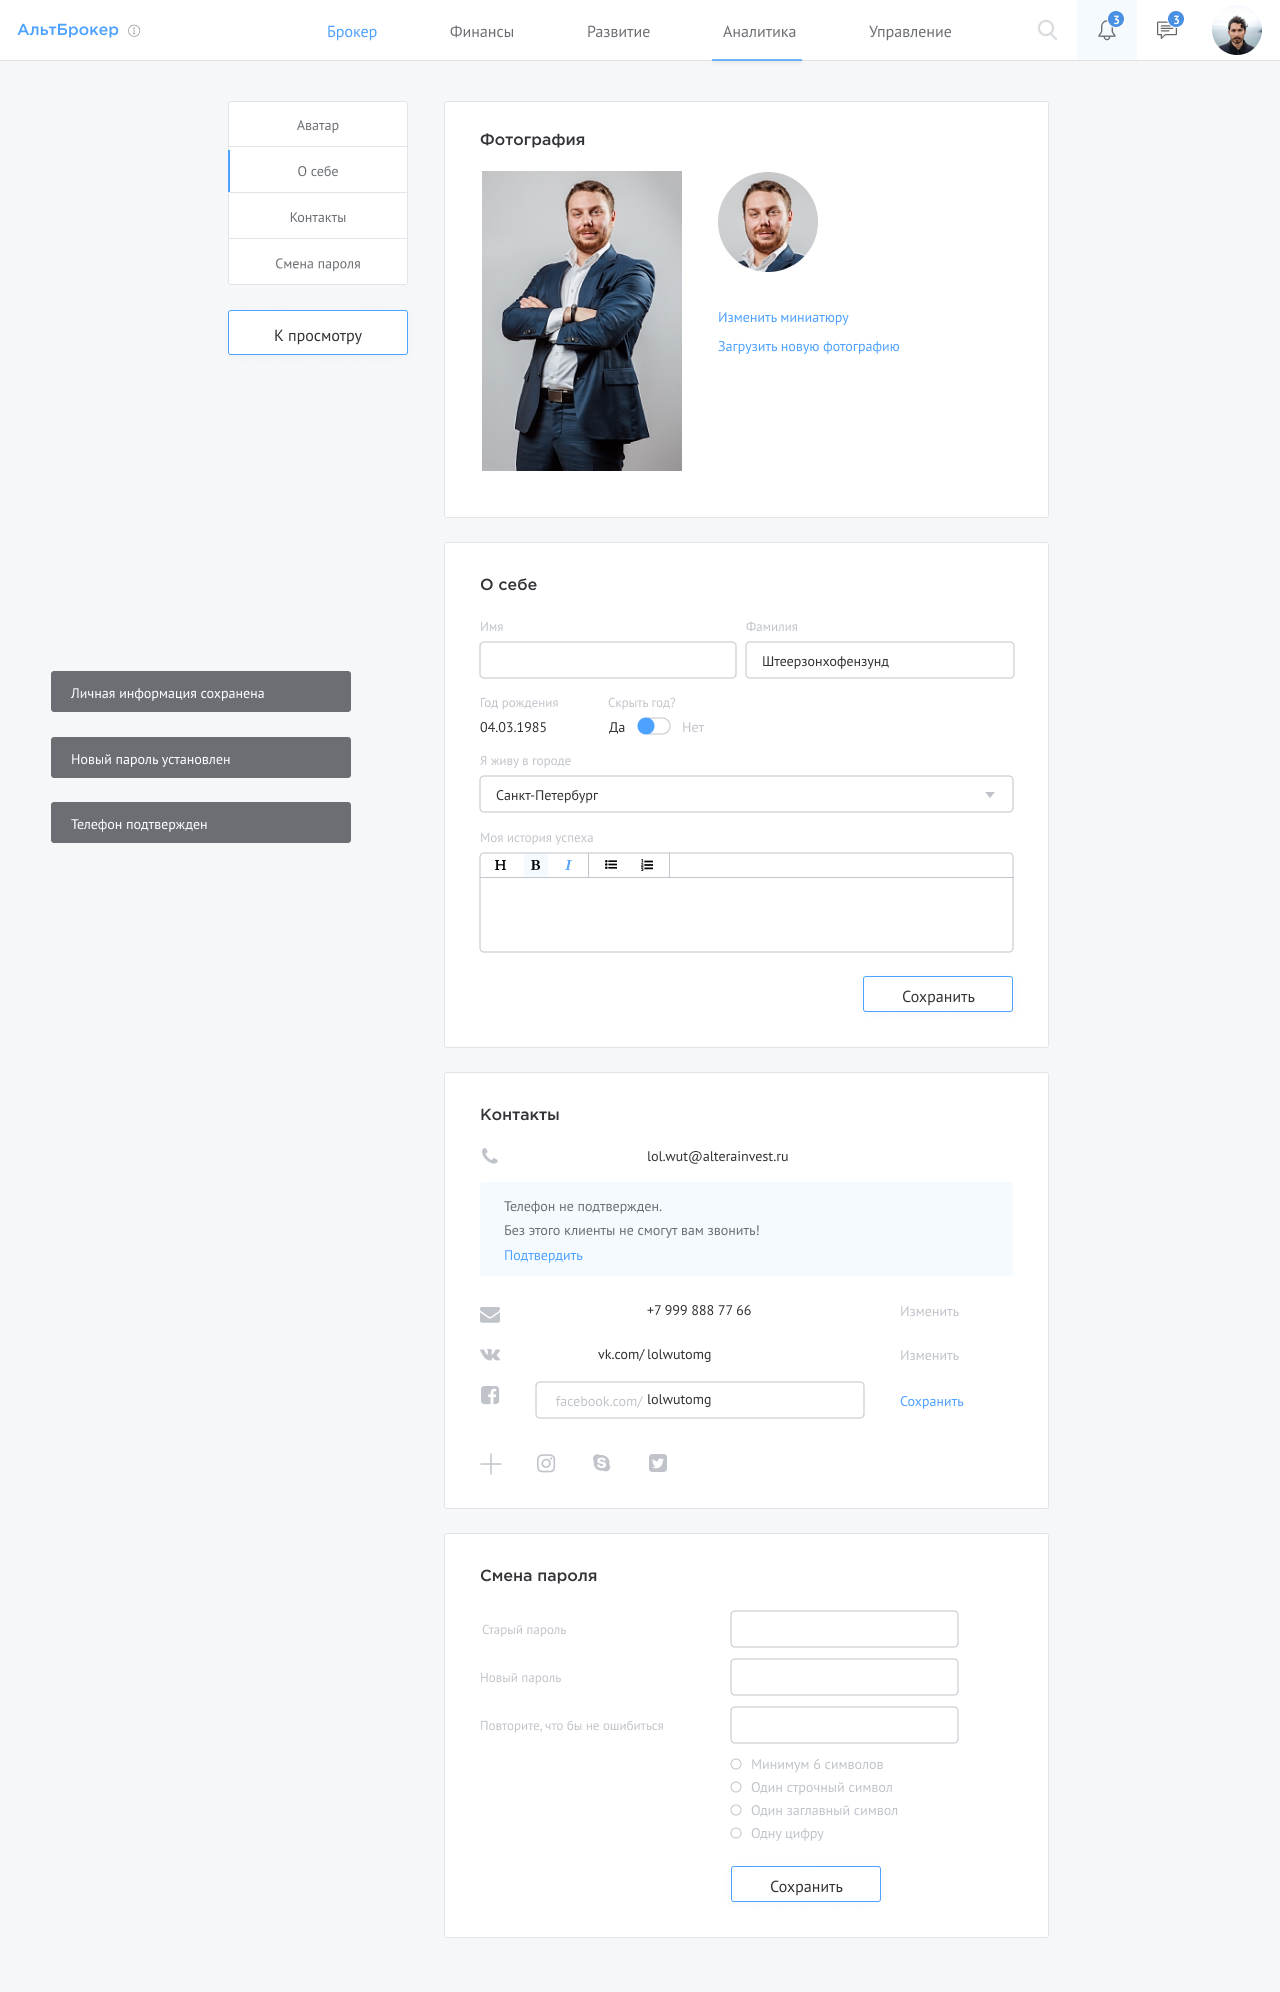 АльтБрокер
Брокер
Финансы
Развитие
Аналитика
Управление
3
3
Аватар
О себе
Контакты
Смена пароля
К просмотру
Фотография
Изменить миниатюру
Загрузить новую фотографию
О себе
Имя
Фамилия
Штеерзонхофензунд
Год рождения
Скрыть год?
04.03.1985
Да
Нет
Я живу в городе
Санкт-Петербург
Моя история успеха
H B I
Сохранить
Личная информация сохранена
Новый пароль установлен
Телефон подтвержден
Контакты
lol.wut@alterainvest.ru
Телефон не подтвержден.
Без этого клиенты не смогут вам звонить!
Подтвердить
+7 999 888 77 66
Изменить
vk.com/ lolwutomg
Изменить
facebook.com/ lolwutomg
Сохранить
Смена пароля
Старый пароль
Новый пароль
Повторите, что бы не ошибиться
Минимум 6 символов
Один строчный символ
Один заглавный символ
Одну цифру
Сохранить